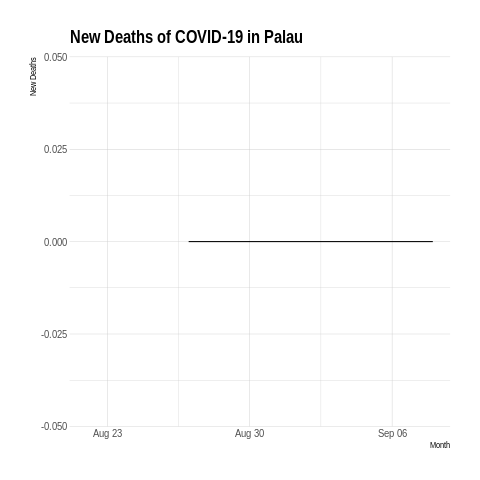 New Deaths of COVID-19 in Palau
New Deaths
0.050
0.025
0.000
-0.025
-0.050
Aug 23
Aug 30
Sep 06
Month